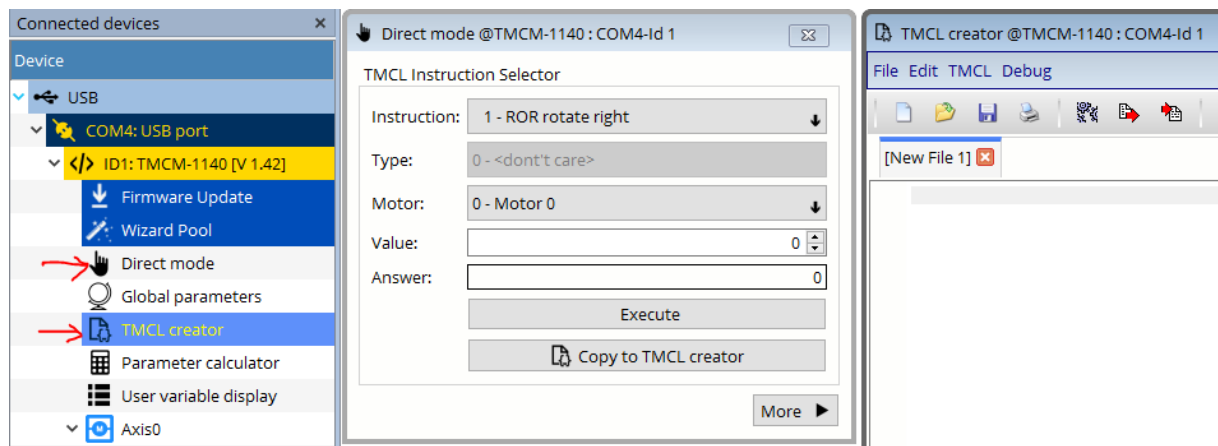 Connected devices
Device
USB
COM4: USB port
ID1: TMCM-1140 [V 1.42]
Firmware Update
Wizard Pool
Direct mode
Global parameters
TMCL creator
Parameter calculator
User variable display
Axis0
Direct mode @TMCM-1140 : COM4-Id 1
TMCL Instruction Selector
Instruction: 1 - ROR rotate right
Type: 0 - <don't care>
Motor: 0 - Motor 0
Value: 0
Answer: 0
Execute
Copy to TMCL creator
More
TMCL creator @TMCM-1140 : COM4-Id 1
File Edit TMCL Debug
[New File 1]